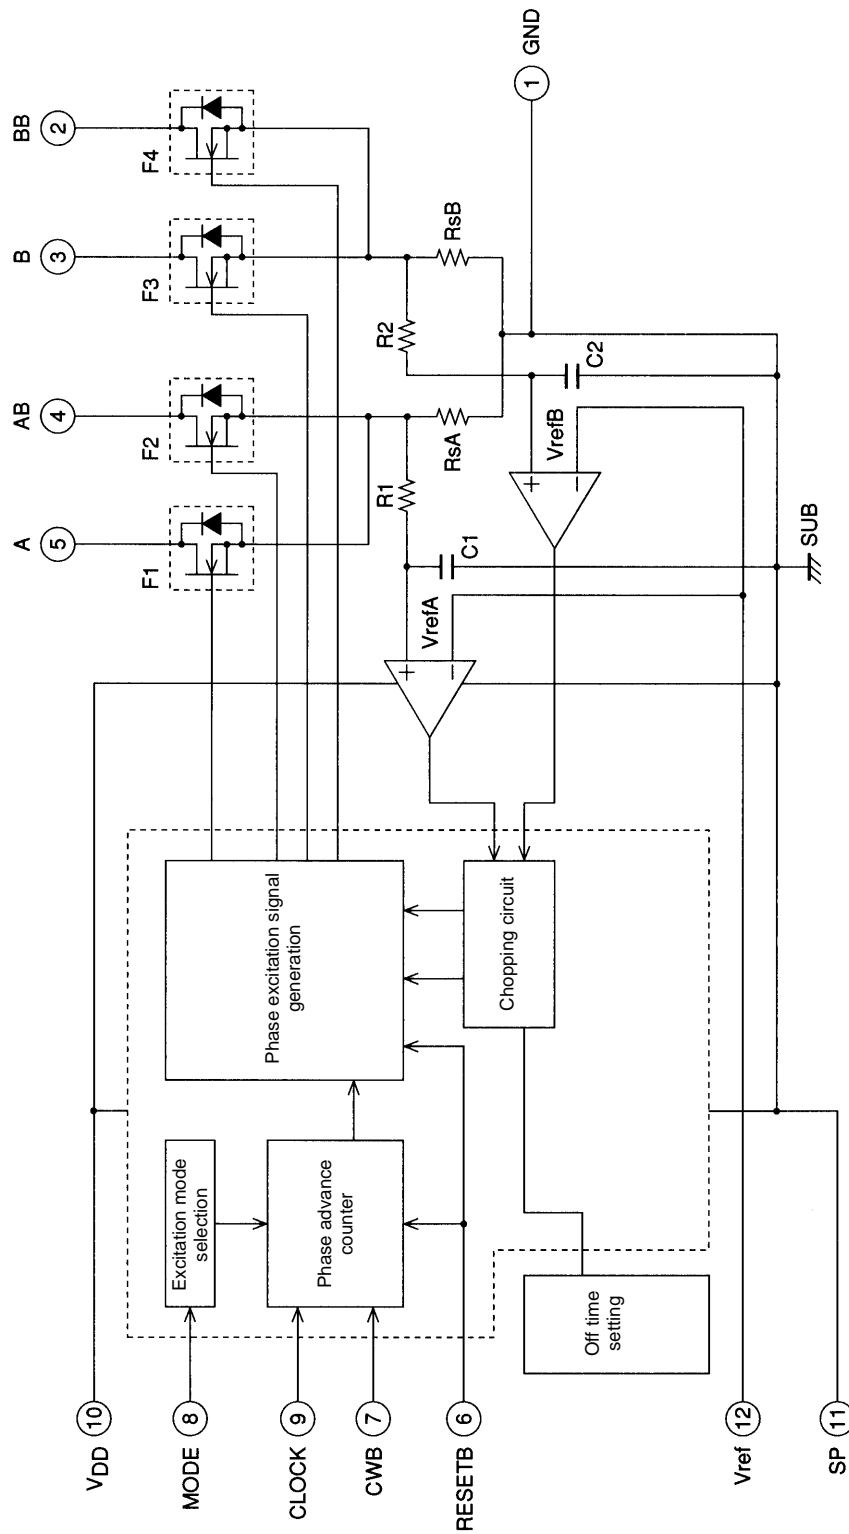 VDD 10
MODE 8
CLOCK 9
CWB 7
RESETB 6
Vref 12
SP 11
Excitation mode
selection
Phase advance
counter
Phase excitation signal
generation
Chopping circuit
Off time
setting
A 5
AB 4
B 3
BB 2
F1
F2
F3
F4
R1
R2
RsA
RsB
C1
C2
VrefA
VrefB
+
−
+
−
SUB
1 GND